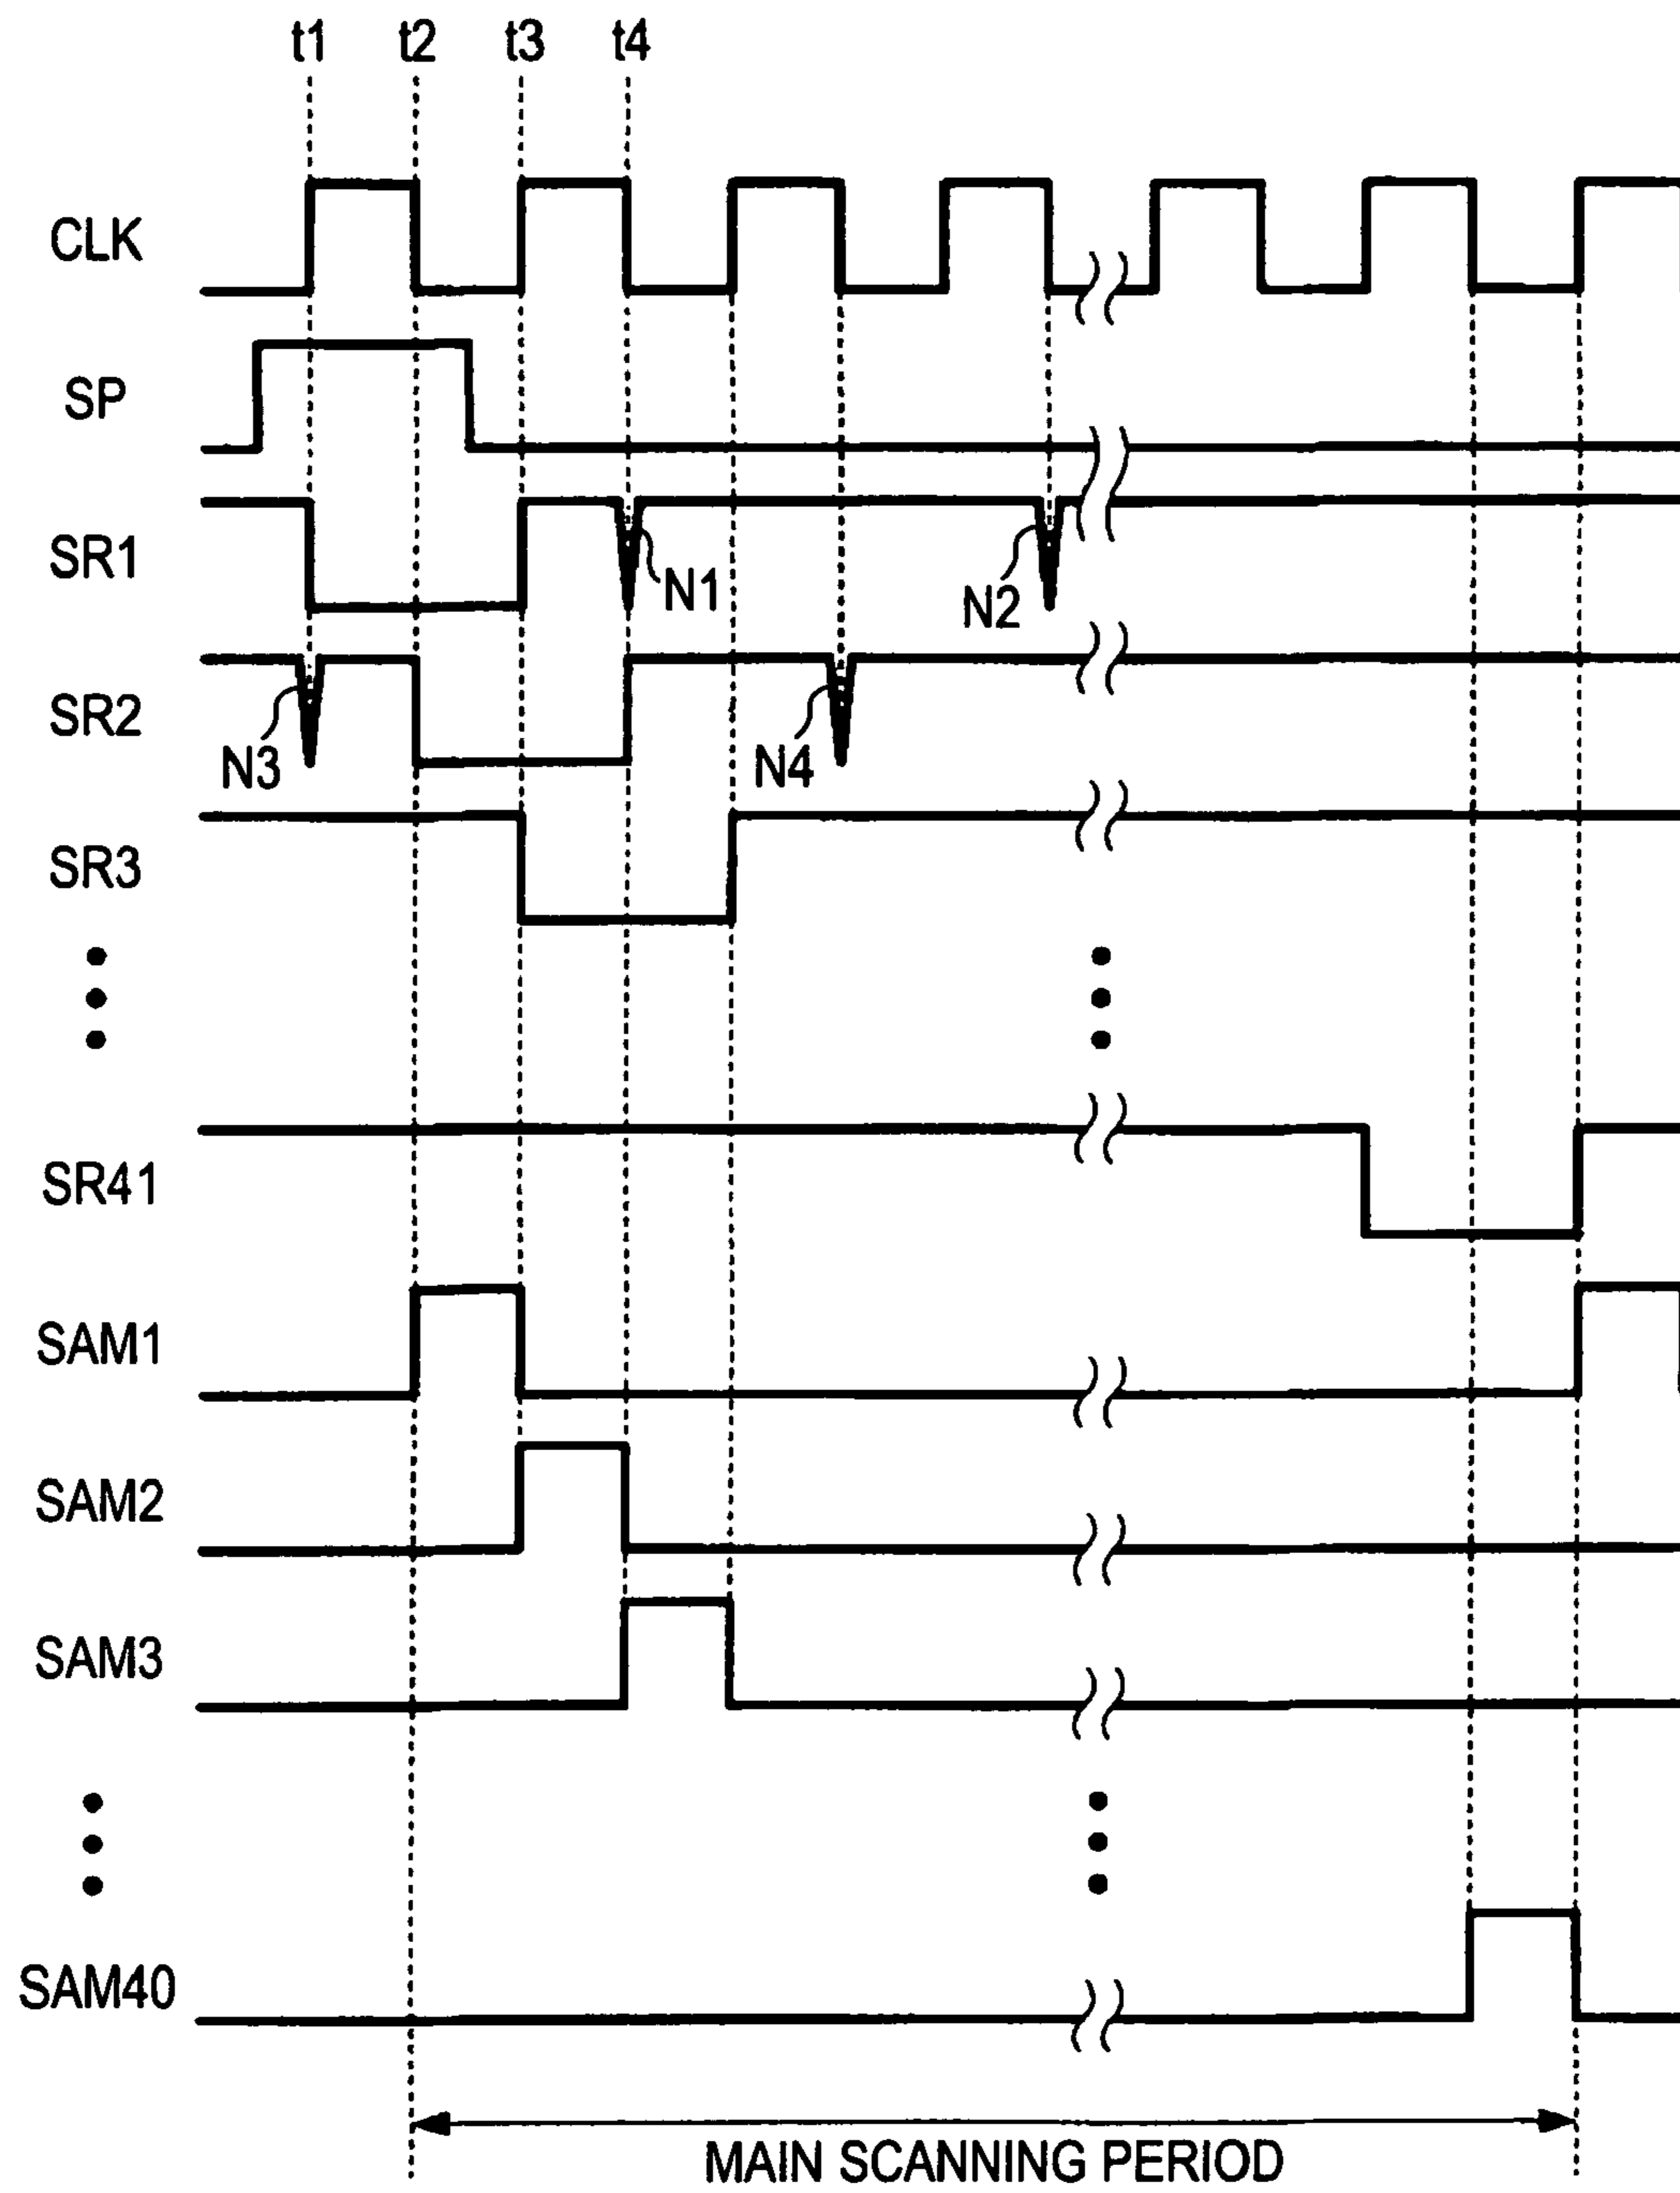 t1 t2 t3 t4
CLK
SP
SR1
N1
N2
SR2
N3
N4
SR3
SR41
SAM1
SAM2
SAM3
SAM40
MAIN SCANNING PERIOD